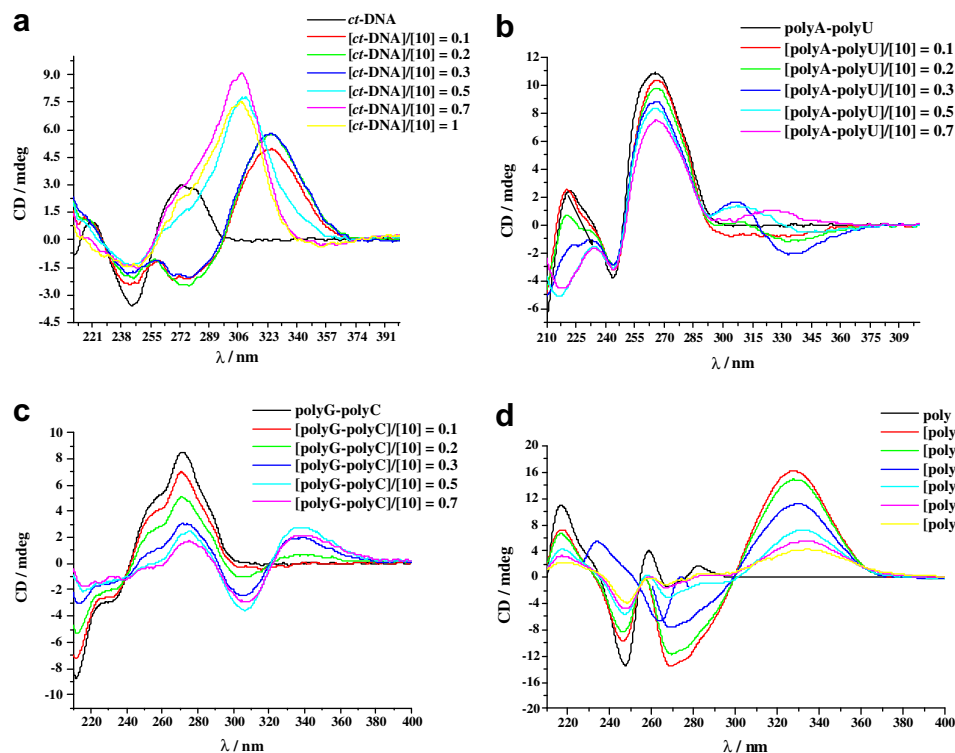 a
ct-DNA
[ct-DNA]/[10] = 0.1
[ct-DNA]/[10] = 0.2
[ct-DNA]/[10] = 0.3
[ct-DNA]/[10] = 0.5
[ct-DNA]/[10] = 0.7
[ct-DNA]/[10] = 1
9.0
7.5
6.0
4.5
3.0
1.5
0.0
-1.5
-3.0
-4.5
CD / mdeg
221 238 255 272 289 306 323 340 357 374 391
λ / nm
b
polyA-polyU
[polyA-polyU]/[10] = 0.1
[polyA-polyU]/[10] = 0.2
[polyA-polyU]/[10] = 0.3
[polyA-polyU]/[10] = 0.5
[polyA-polyU]/[10] = 0.7
12
10
8
6
4
2
0
-2
-4
-6
CD / mdeg
210 225 240 255 270 285 300 315 330 345 360 375 309
λ / nm
c
polyG-polyC
[polyG-polyC]/[10] = 0.1
[polyG-polyC]/[10] = 0.2
[polyG-polyC]/[10] = 0.3
[polyG-polyC]/[10] = 0.5
[polyG-polyC]/[10] = 0.7
10
8
6
4
2
0
-2
-4
-6
-8
-10
CD / mdeg
220 240 260 280 300 320 340 360 380 400
λ / nm
d
poly
[poly
[poly
[poly
[poly
[poly
[poly
20
16
12
8
4
0
-4
-8
-12
-16
-20
CD / mdeg
220 240 260 280 300 320 340 360 380 400
λ / nm